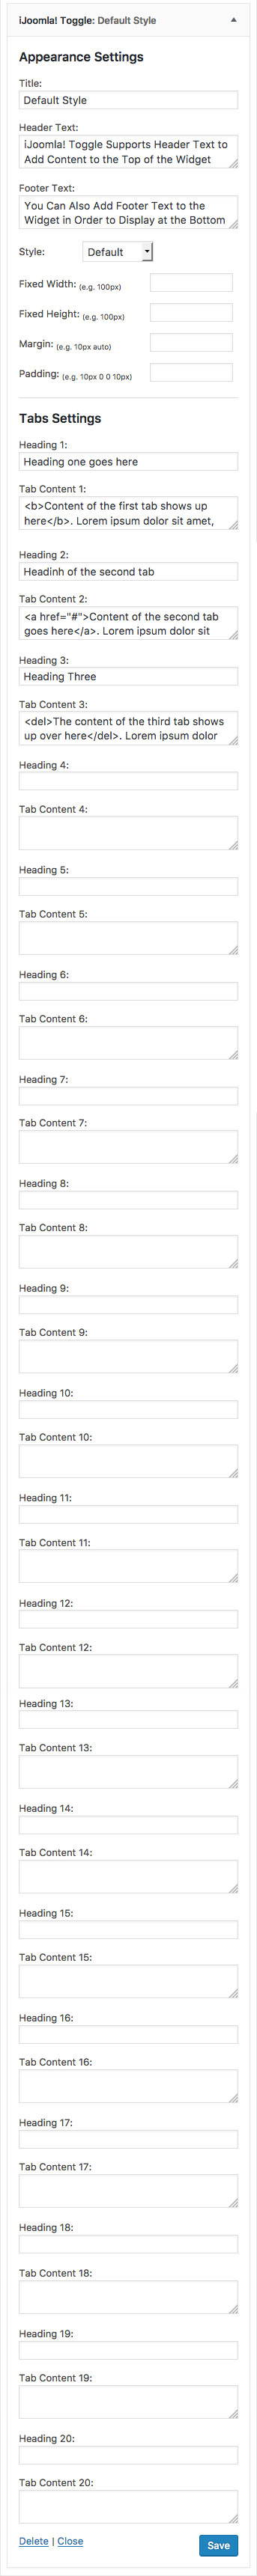 iJoomla! Toggle: Default Style
Appearance Settings
Title:
Default Style
Header Text:
iJoomla! Toggle Supports Header Text to
Add Content to the Top of the Widget
Footer Text:
You Can Also Add Footer Text to the
Widget in Order to Display at the Bottom
Style: Default
Fixed Width: (e.g. 100px)
Fixed Height: (e.g. 100px)
Margin: (e.g. 10px auto)
Padding: (e.g. 10px 0 0 10px)
Tabs Settings
Heading 1:
Heading one goes here
Tab Content 1:
<b>Content of the first tab shows up
here</b>. Lorem ipsum dolor sit amet,
Heading 2:
Headinh of the second tab
Tab Content 2:
<a href="#">Content of the second tab
goes here</a>. Lorem ipsum dolor sit
Heading 3:
Heading Three
Tab Content 3:
<del>The content of the third tab shows
up over here</del>. Lorem ipsum dolor
Heading 4:
Tab Content 4:
Heading 5:
Tab Content 5:
Heading 6:
Tab Content 6:
Heading 7:
Tab Content 7:
Heading 8:
Tab Content 8:
Heading 9:
Tab Content 9:
Heading 10:
Tab Content 10:
Heading 11:
Tab Content 11:
Heading 12:
Tab Content 12:
Heading 13:
Tab Content 13:
Heading 14:
Tab Content 14:
Heading 15:
Tab Content 15:
Heading 16:
Tab Content 16:
Heading 17:
Tab Content 17:
Heading 18:
Tab Content 18:
Heading 19:
Tab Content 19:
Heading 20:
Tab Content 20:
Delete | Close Save